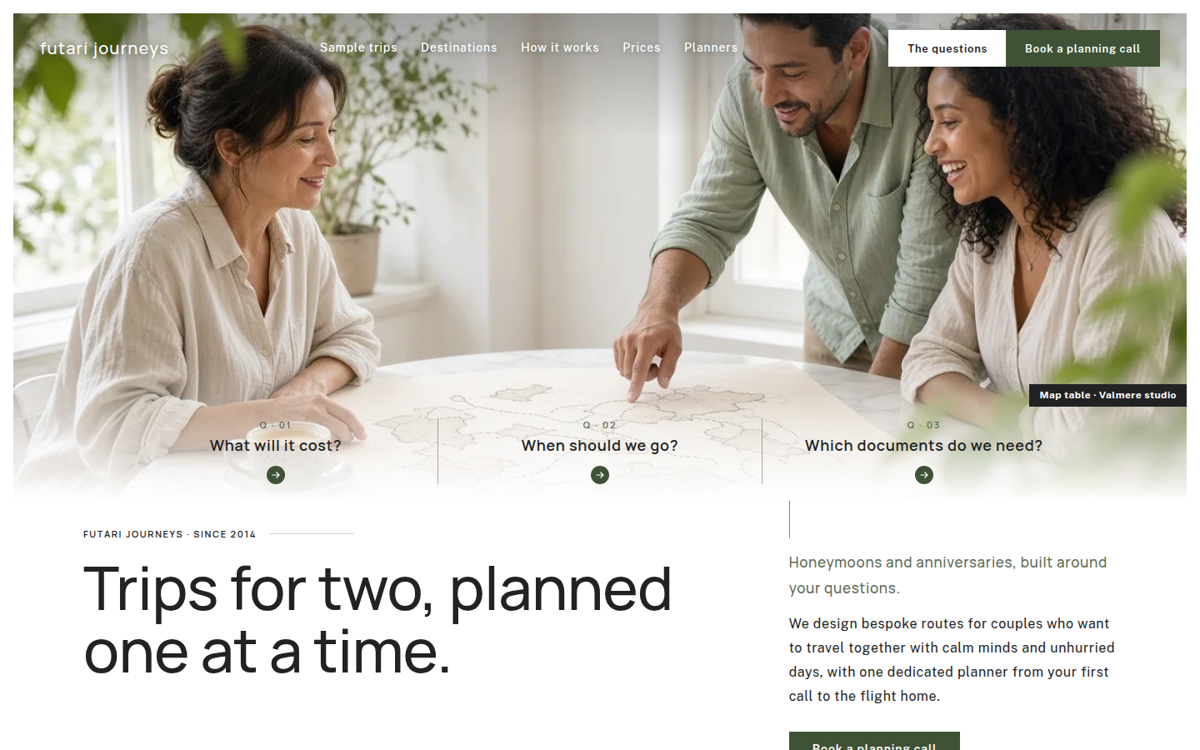 futari journeys
Sample trips
Destinations
How it works
Prices
Planners
The questions
Book a planning call
Map table · Valmere studio
Q · 01
What will it cost?
Q · 02
When should we go?
Q · 03
Which documents do we need?
FUTARI JOURNEYS · SINCE 2014
Trips for two, planned
one at a time.
Honeymoons and anniversaries, built around
your questions.
We design bespoke routes for couples who want
to travel together with calm minds and unhurried
days, with one dedicated planner from your first
call to the flight home.
Book a planning call